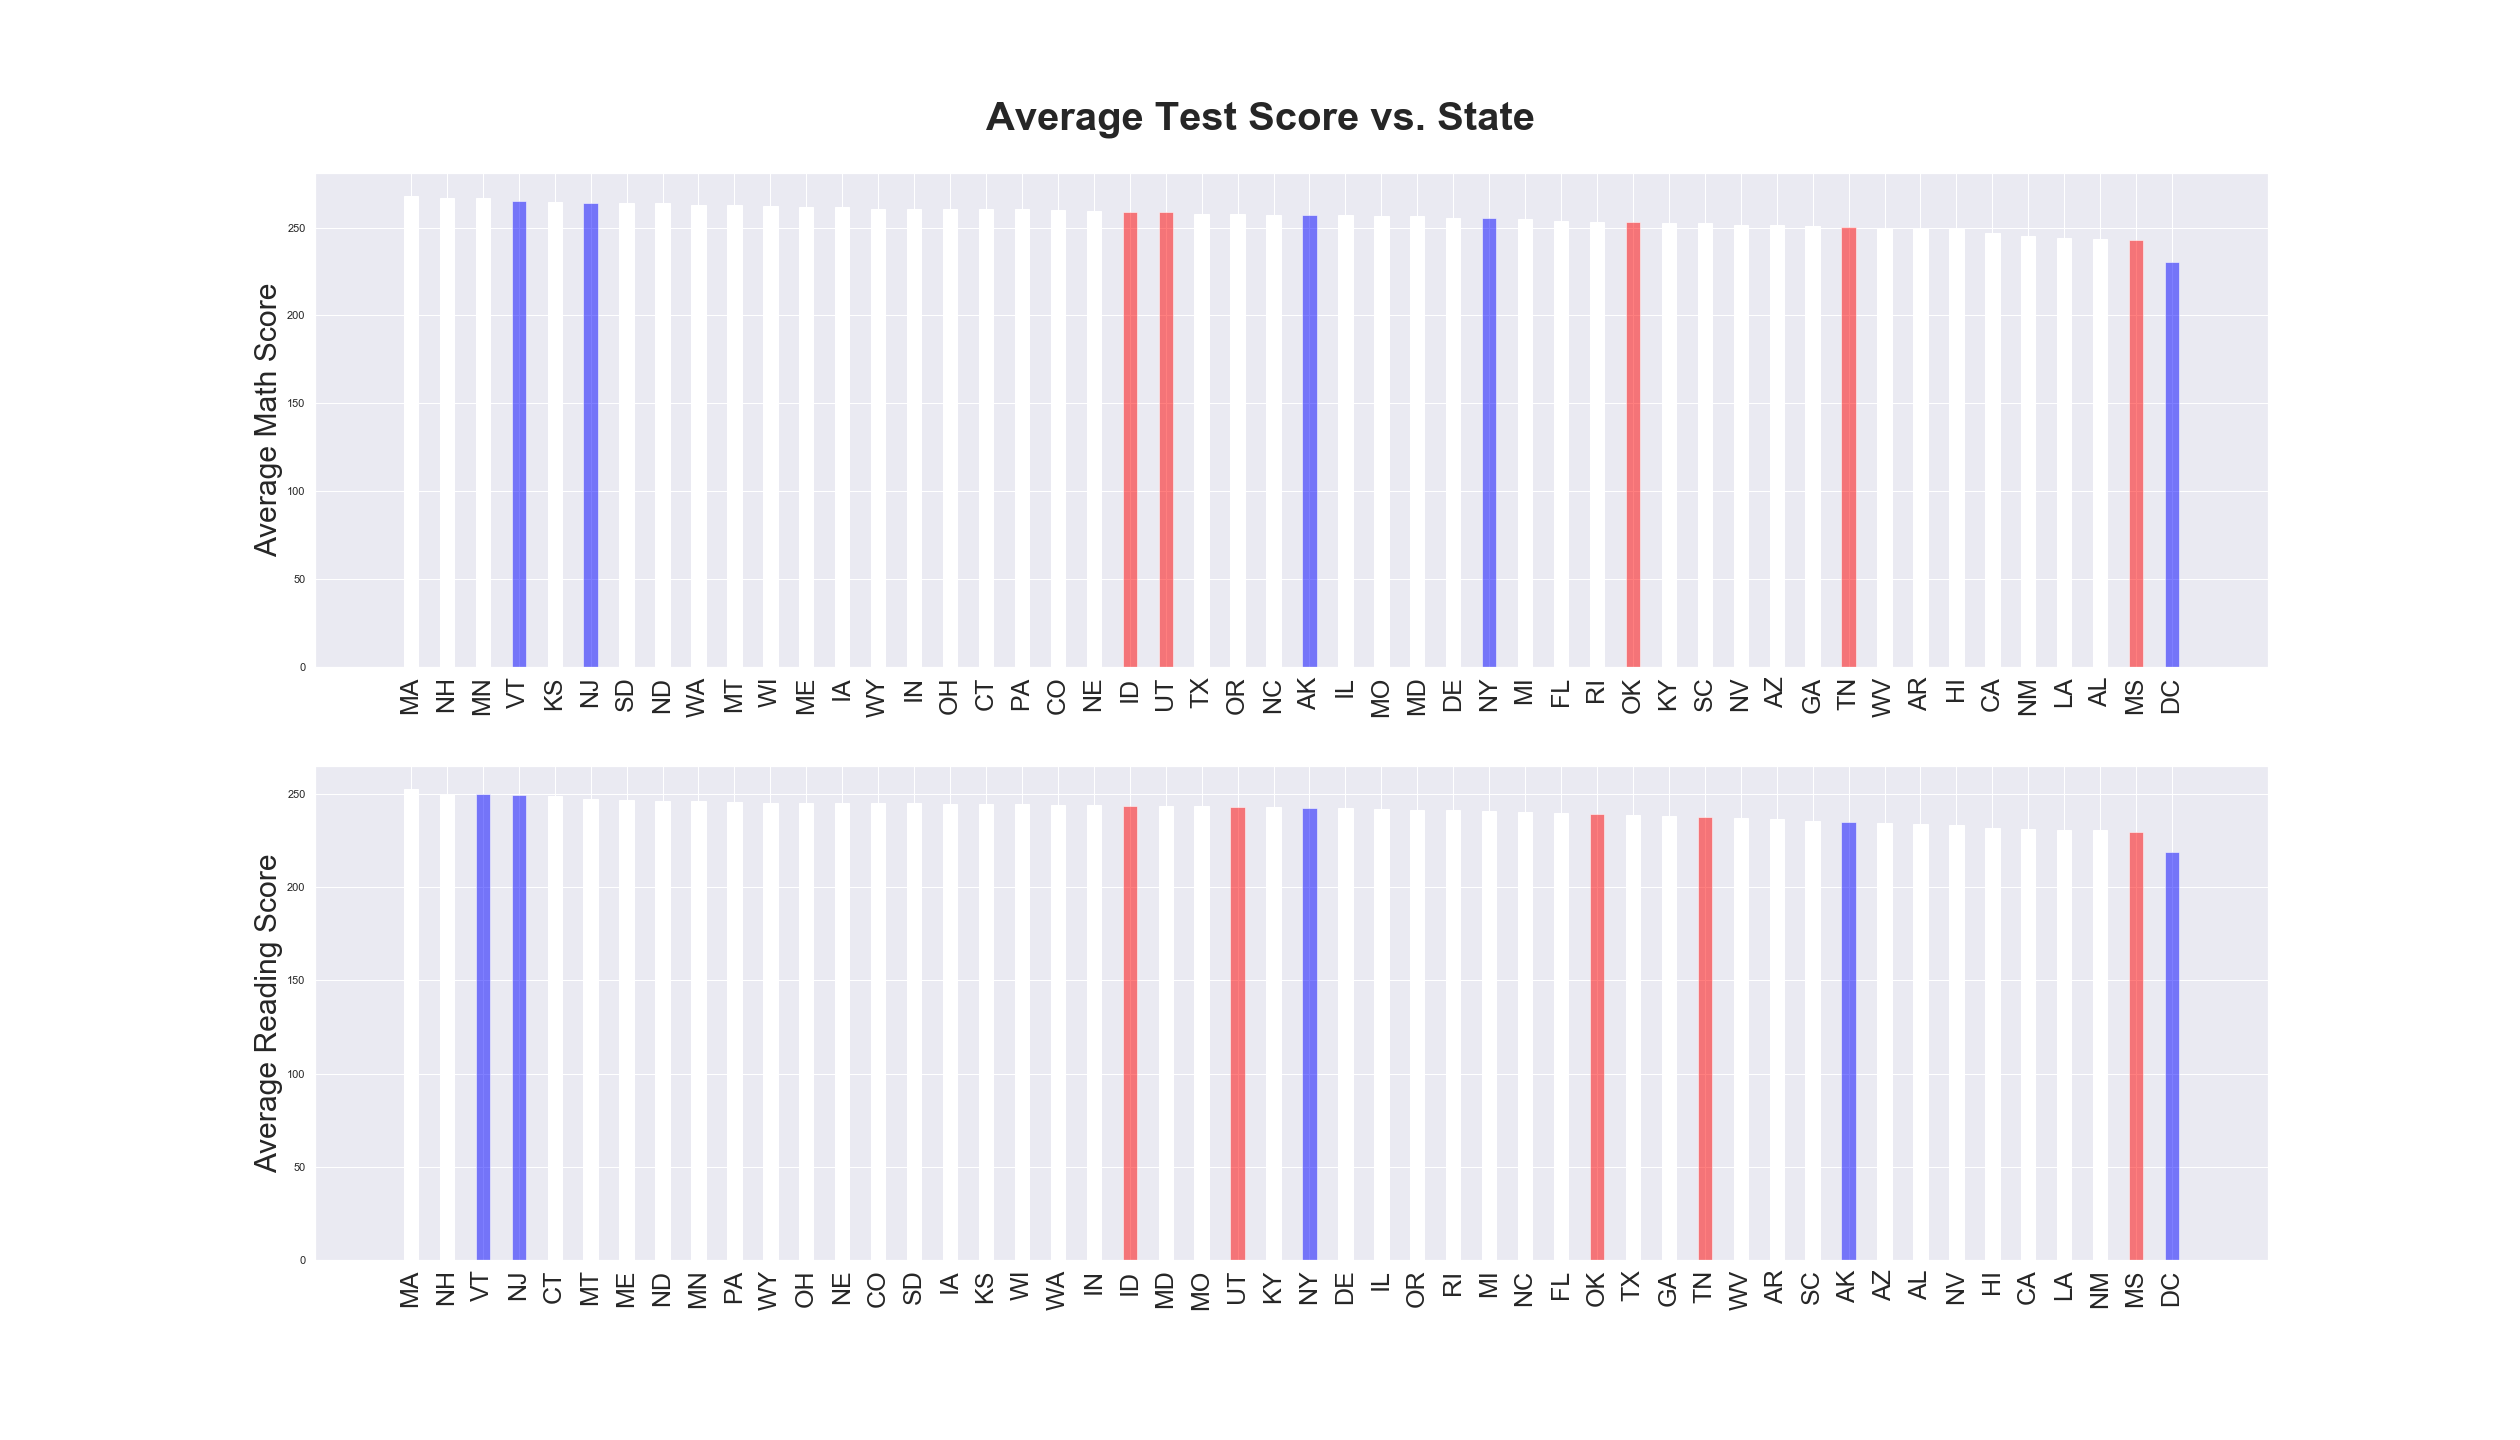 Average Test Score vs. State
Average Math Score
250
200
150
100
50
0
MA NH MN VT KS NJ SD ND WA MT WI ME IA WY IN OH CT PA CO NE ID UT TX OR NC AK IL MO MD DE NY MI FL RI OK KY SC NV AZ GA TN WV AR HI CA NM LA AL MS DC
Average Reading Score
250
200
150
100
50
0
MA NH VT NJ CT MT ME ND MN PA WY OH NE CO SD IA KS WI WA IN ID MD MO UT KY NY DE IL OR RI MI NC FL OK TX GA TN WV AR SC AK AZ AL NV HI CA LA NM MS DC